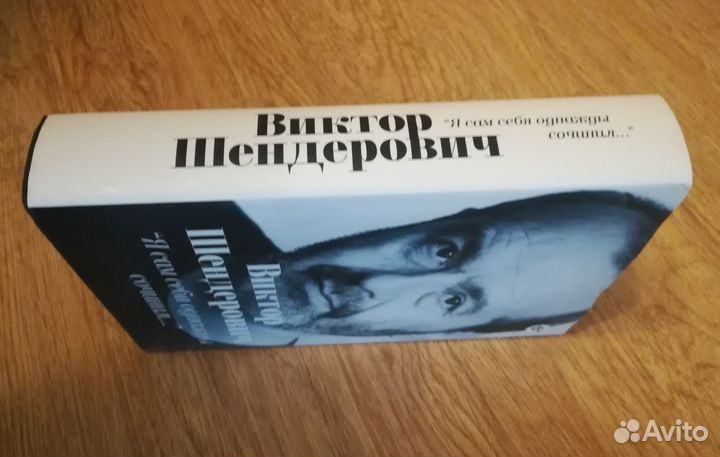 Виктор
Шендерович
"Я сам себя однажды
сочинил..."
Виктор
Шендерович
"Я сам себя однажды
сочинил..."
Avito